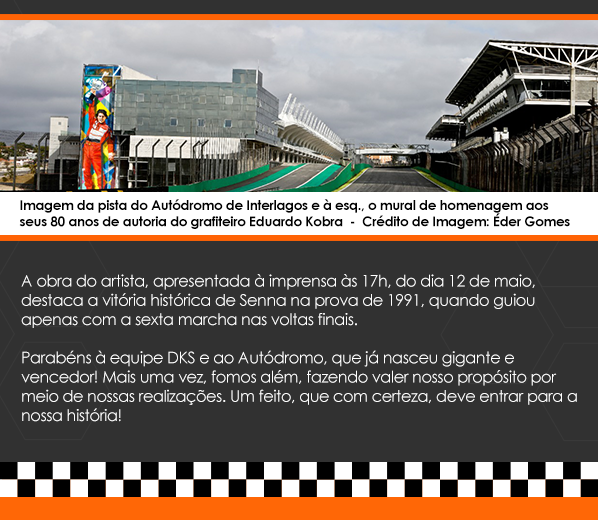 Imagem da pista do Autódromo de Interlagos e à esq., o mural de homenagem aos
seus 80 anos de autoria do grafiteiro Eduardo Kobra  -  Crédito de Imagem: Éder Gomes
A obra do artista, apresentada à imprensa às 17h, do dia 12 de maio,
destaca a vitória histórica de Senna na prova de 1991, quando guiou
apenas com a sexta marcha nas voltas finais.
Parabéns à equipe DKS e ao Autódromo, que já nasceu gigante e
vencedor! Mais uma vez, fomos além, fazendo valer nosso propósito por
meio de nossas realizações. Um feito, que com certeza, deve entrar para a
nossa história!